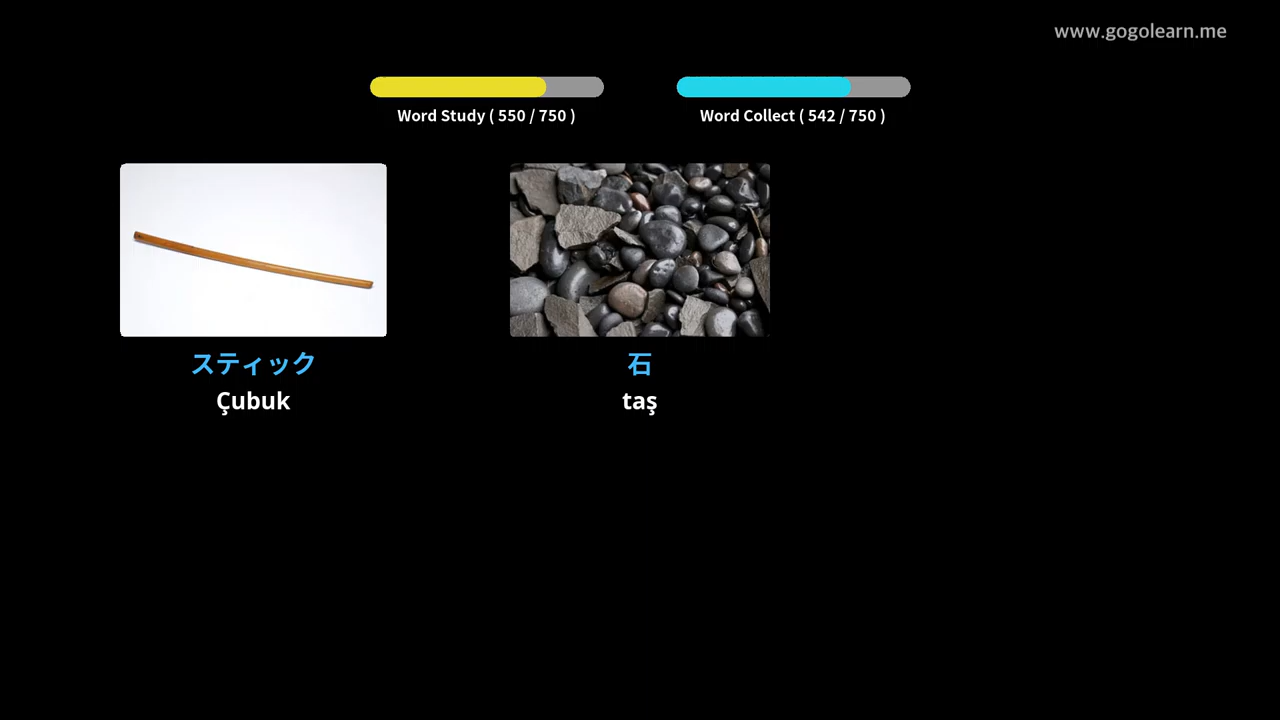 www.gogolearn.me
Word Study ( 550 / 750 )
Word Collect ( 542 / 750 )
スティック
Çubuk
石
taş